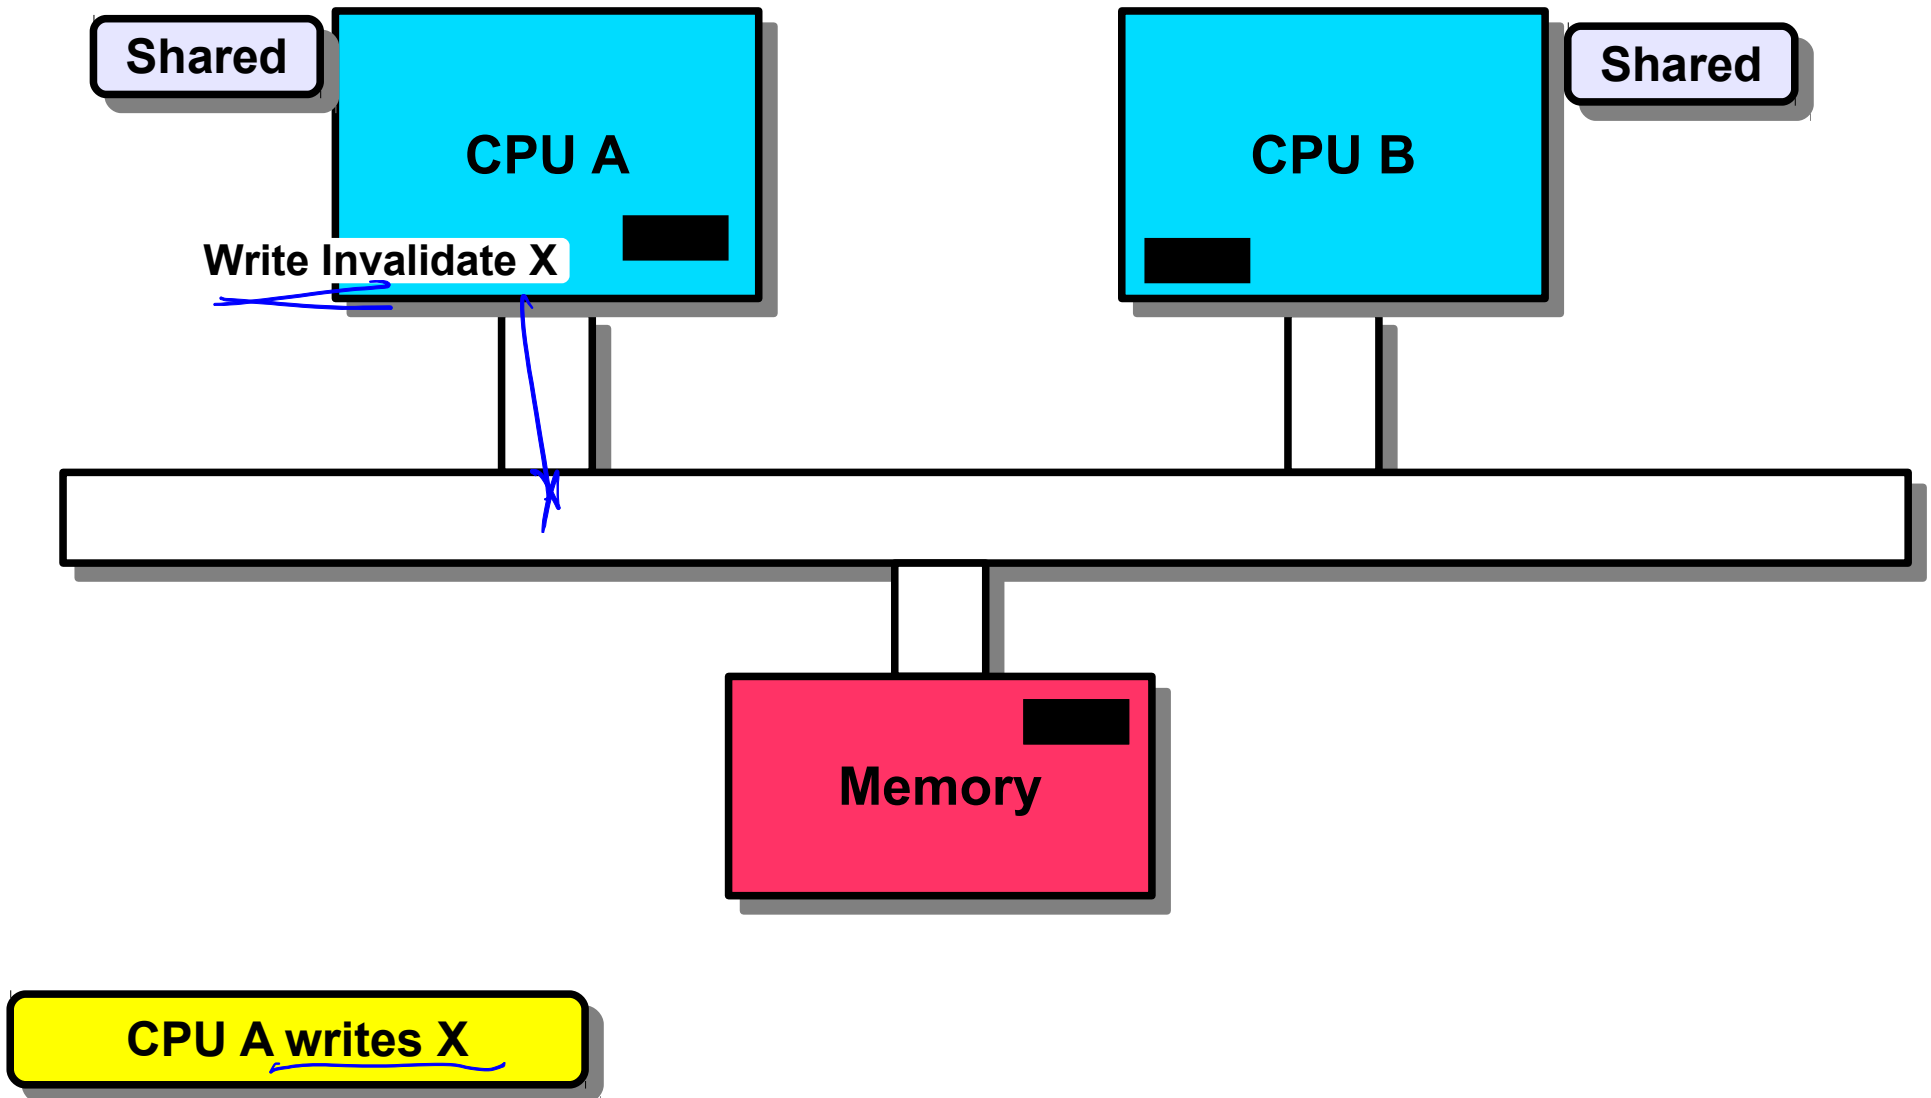 Shared
Shared
CPU A
CPU B
Write Invalidate X
Memory
CPU A writes X